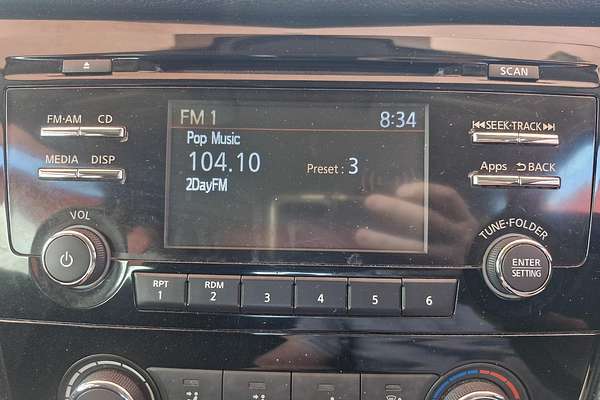 SCAN
FM·AM CD
MEDIA DISP
VOL
FM 1 8:34
Pop Music
104.10 Preset : 3
2DayFM
SEEK·TRACK
Apps BACK
TUNE·FOLDER
ENTER
SETTING
RPT
1
RDM
2
3
4
5
6